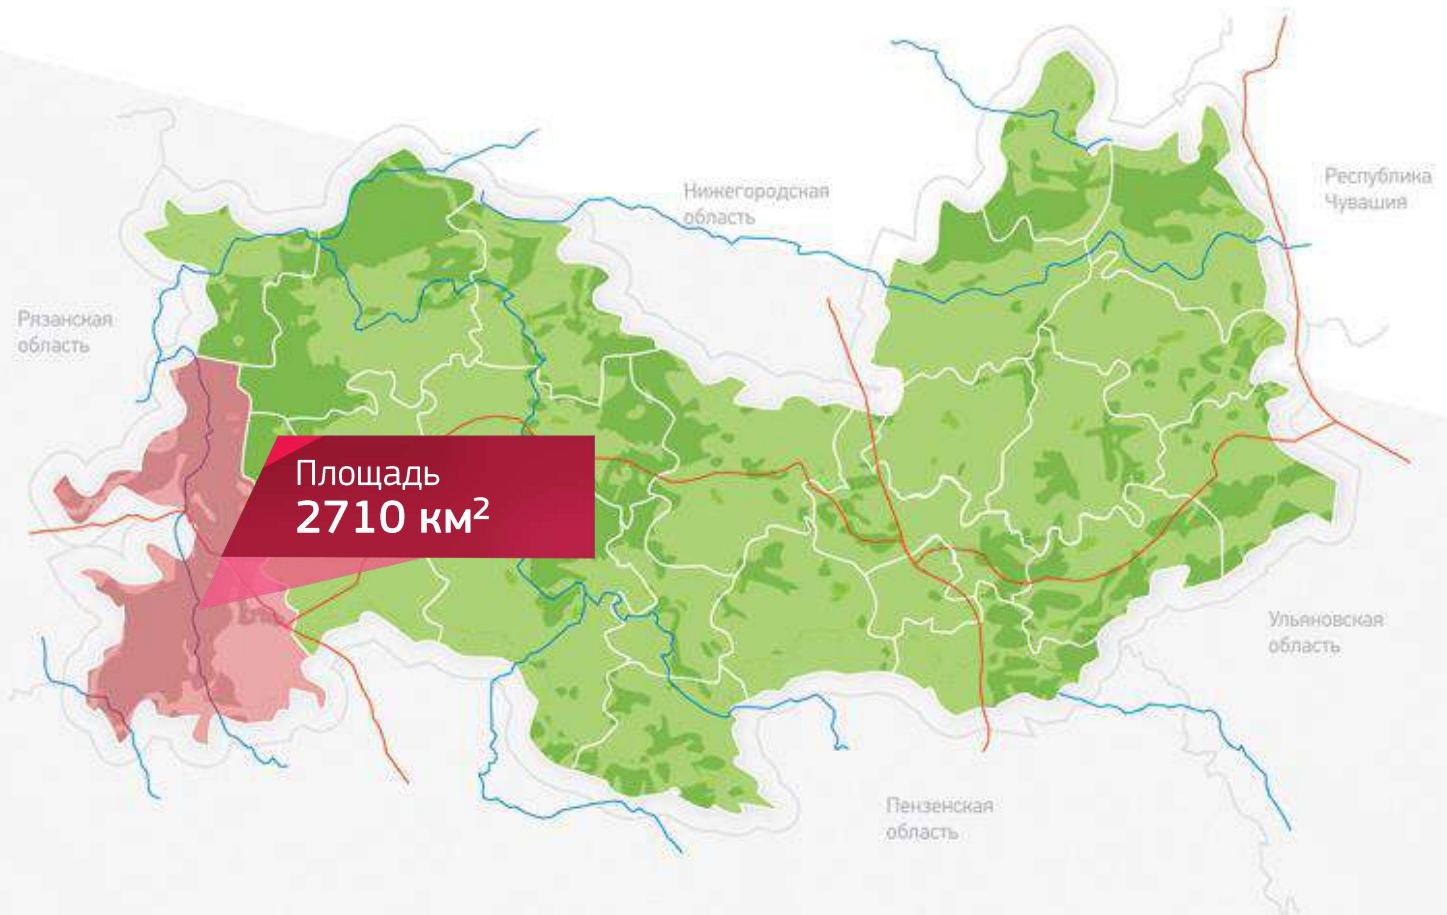 Нижегородская
область
Республика
Чувашия
Рязанская
область
Площадь
2710 км²
Ульяновская
область
Пензенская
область